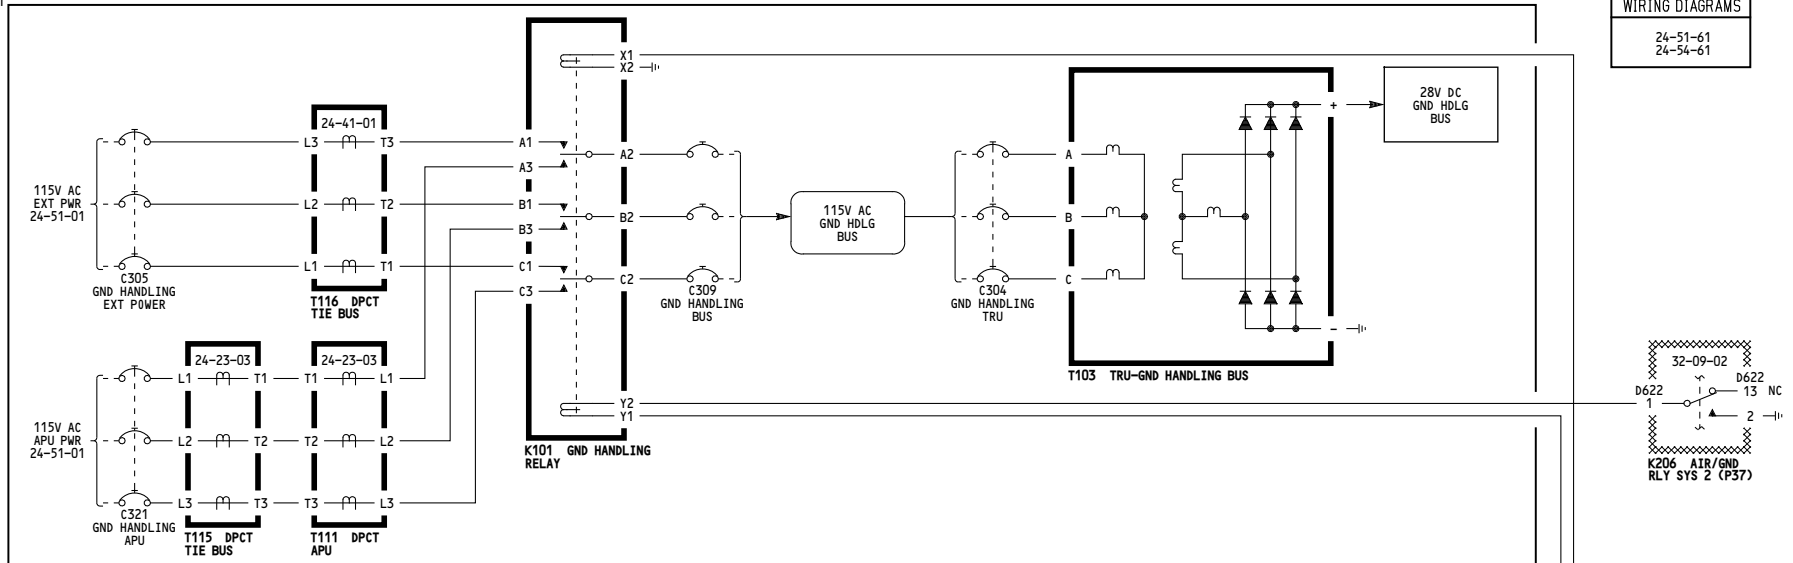 WIRING DIAGRAMS
24-51-61
24-54-61
X1
X2
28V DC
GND HDLG
BUS
+
24-41-01
L3 T3 A1
A2
A3
A
115V AC
EXT PWR
24-51-01
L2 T2 B1
B2
B3
B
115V AC
GND HDLG
BUS
L1 T1 C1
C2
C3
C
C305
GND HANDLING
EXT POWER
T116 DPCT
TIE BUS
C309
GND HANDLING
BUS
C304
GND HANDLING
TRU
-
T103 TRU-GND HANDLING BUS
24-23-03
24-23-03
L1 T1 T1 L1
115V AC
APU PWR
24-51-01
L2 T2 T2 L2
L3 T3 T3 L3
C321
GND HANDLING
APU
T115 DPCT
TIE BUS
T111 DPCT
APU
Y2
Y1
K101 GND HANDLING
RELAY
32-09-02
D622
1
D622
13 NC
2
K206 AIR/GND
RLY SYS 2 (P37)